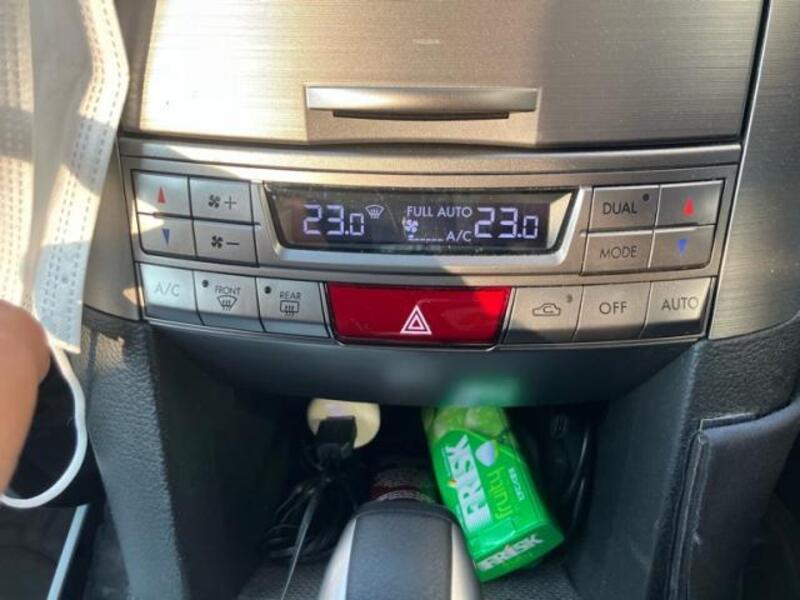 23.0 FULL AUTO A/C 23.0
DUAL
MODE
A/C
FRONT
REAR
OFF
AUTO
FRISK
fruity
FRISK